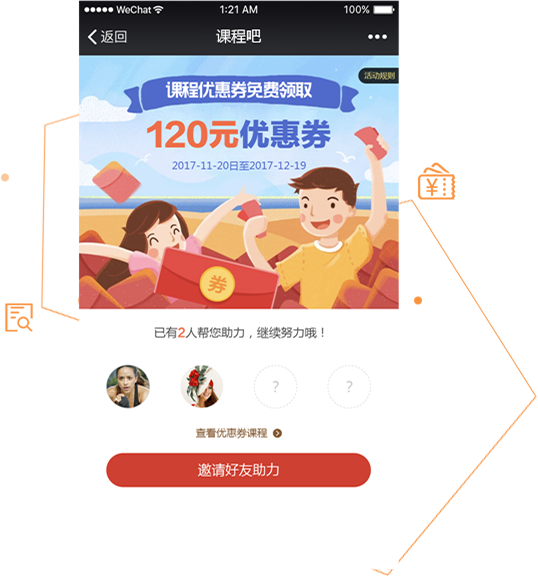 WeChat 1:21 AM 100%
返回 课程吧
活动规则
课程优惠券免费领取
120元优惠券
2017-11-20日至2017-12-19
券
已有2人帮您助力，继续努力哦！
? ?
查看优惠券课程
邀请好友助力